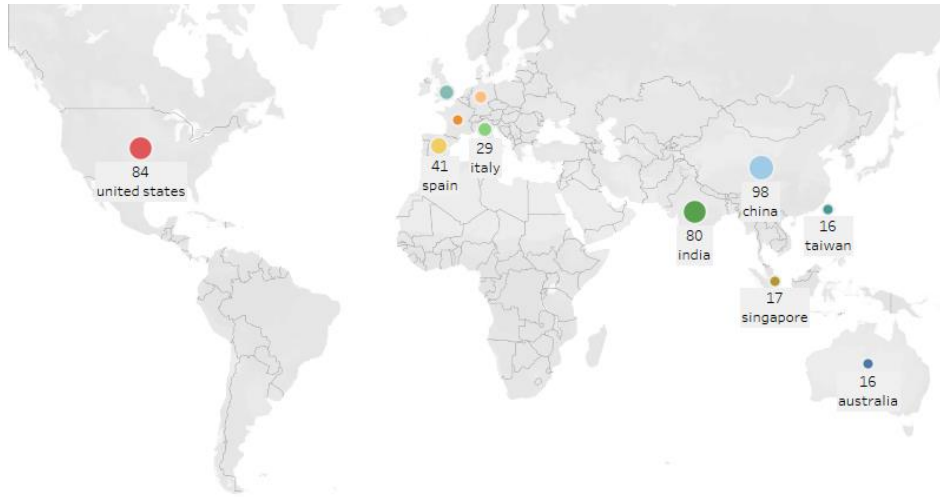 84
united states
41
spain
29
italy
80
india
98
china
16
taiwan
17
singapore
16
australia